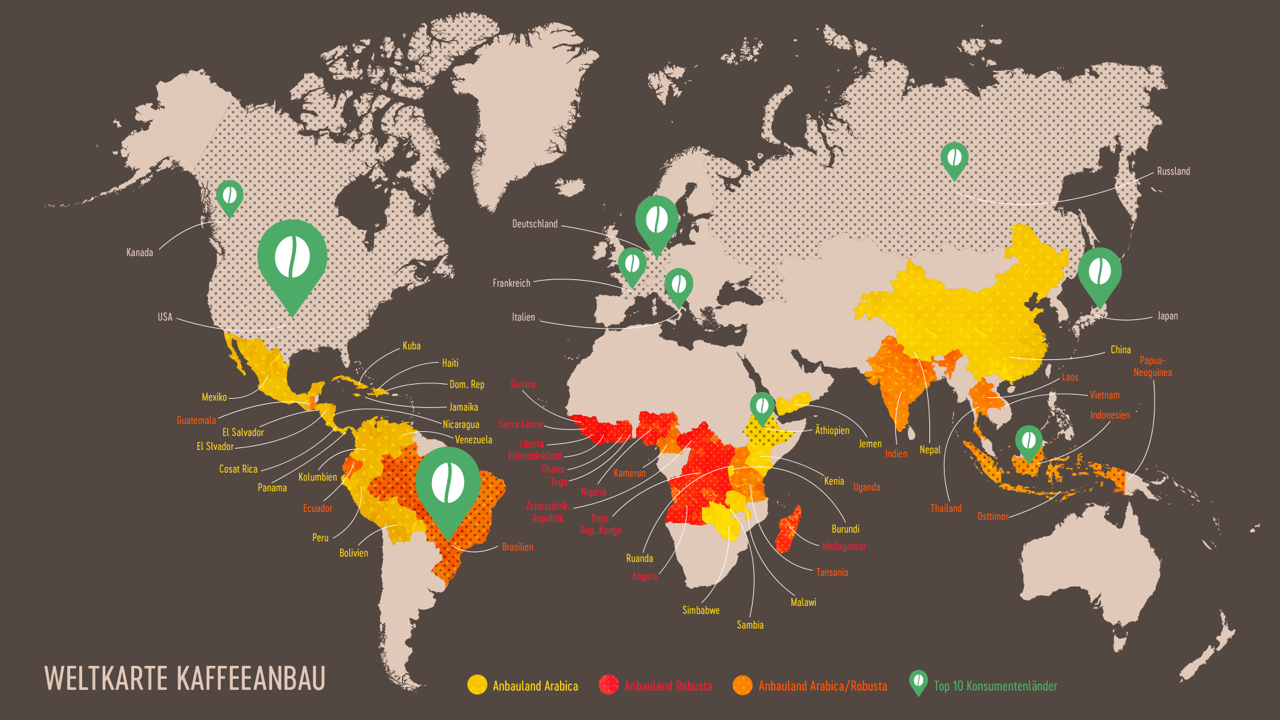 Russland
Kanada
Deutschland
Frankreich
USA
Italien
Japan
Kuba
China
Haiti
Papua-
Neuguinea
Laos
Dom. Rep
Guinea
Mexiko
Vietnam
Jamaika
Indonesien
Guatemala
Nicaragua
Sierra Leone
El Salvador
Äthiopien
Venezuela
Liberia
Jemen
El Slvador
Elfenbeinküste
Indien
Nepal
Cosat Rica
Ghana
Kamerun
Kolumbien
Togo
Kenia
Uganda
Panama
Nigeria
Ecuador
Zentralafrik.
Republik
Thailand
Dem.
Rep. Kongo
Osttimor
Burundi
Peru
Brasilien
Madagaskar
Bolivien
Ruanda
Angola
Tansania
Malawi
Simbabwe
Sambia
WELTKARTE KAFFEEANBAU
Anbauland Arabica
Anbauland Robusta
Anbauland Arabica/Robusta
Top 10 Konsumentenländer